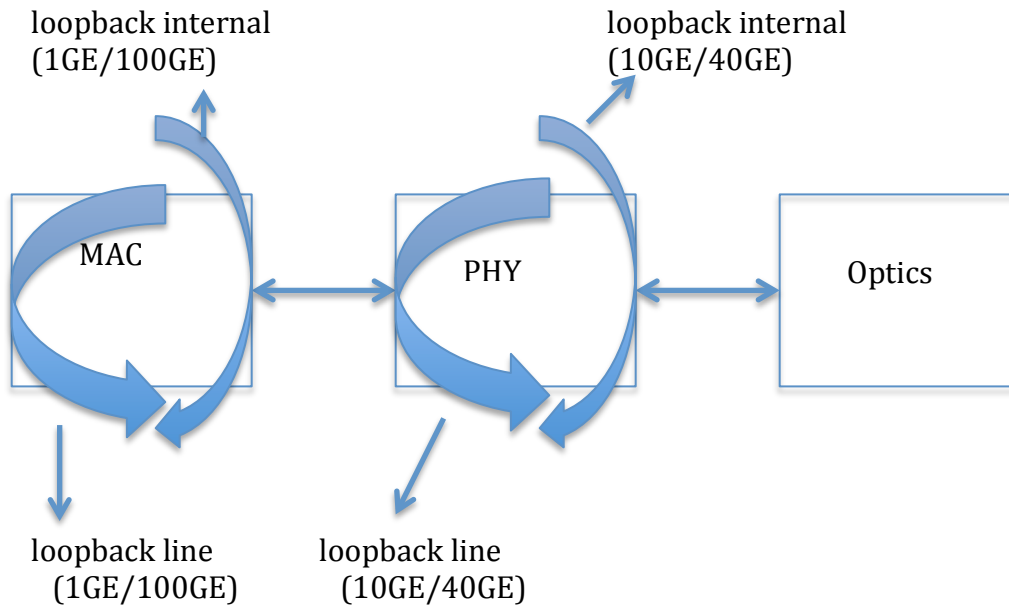 loopback internal
(1GE/100GE)
loopback internal
(10GE/40GE)
MAC
PHY
Optics
loopback line
(1GE/100GE)
loopback line
(10GE/40GE)